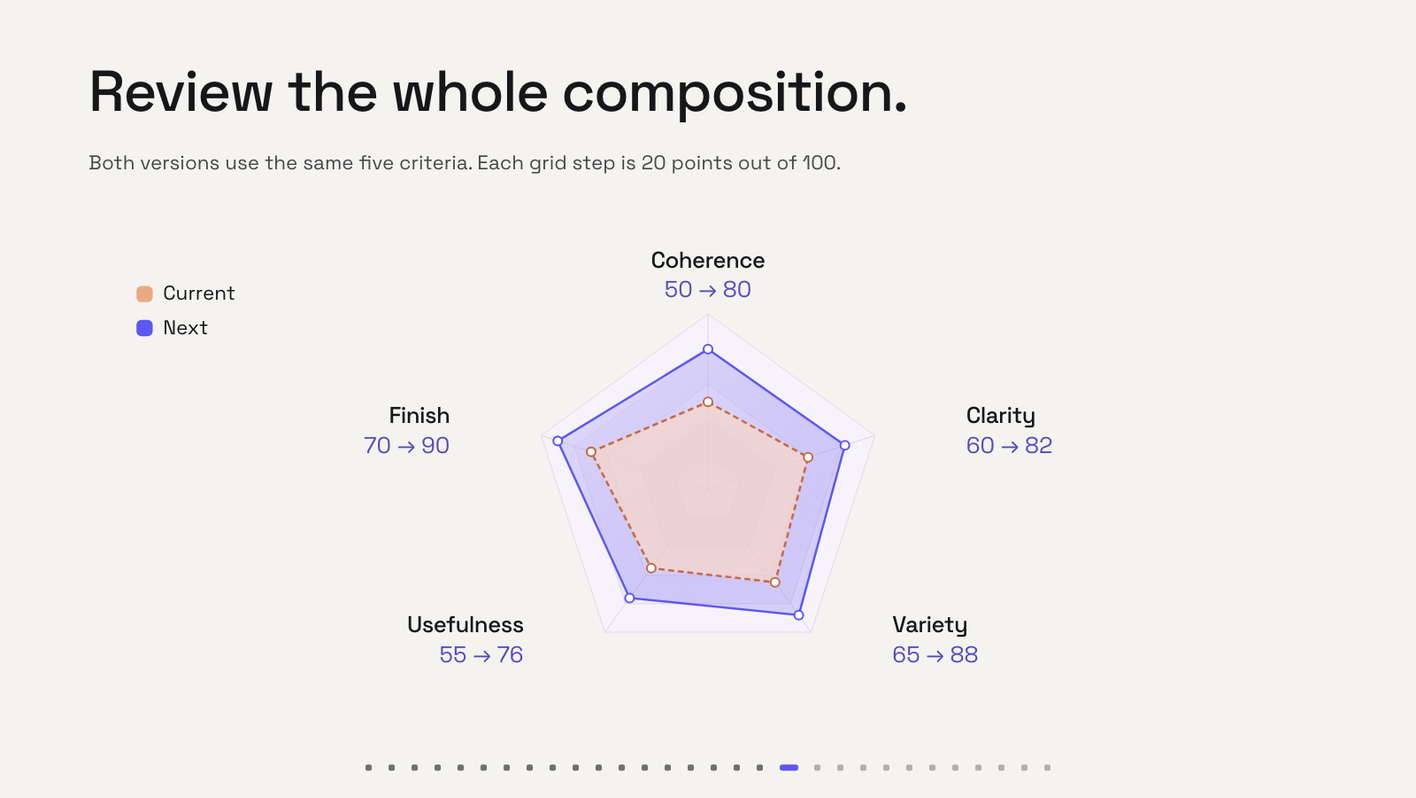 Review the whole composition.
Both versions use the same five criteria. Each grid step is 20 points out of 100.
Current
Next
Coherence
50 → 80
Clarity
60 → 82
Variety
65 → 88
Usefulness
55 → 76
Finish
70 → 90